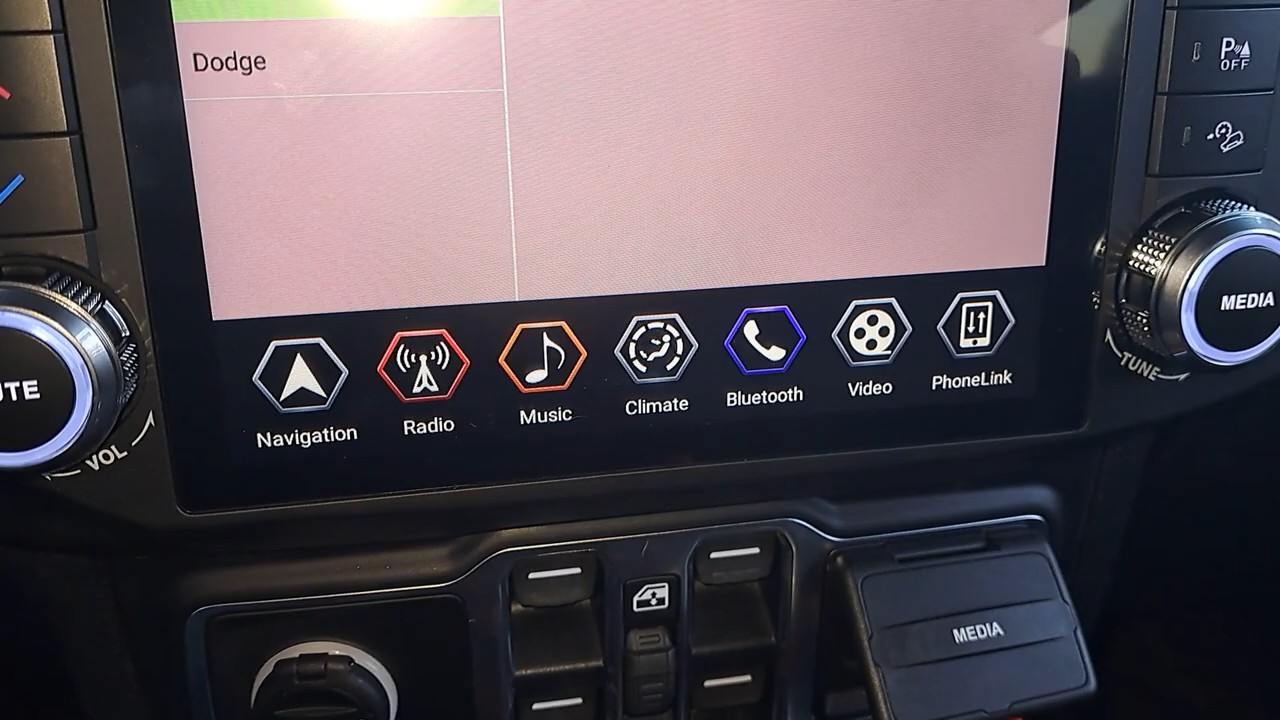 Dodge
P
OFF
MEDIA
TUNE
UTE
VOL
Navigation
Radio
Music
Climate
Bluetooth
Video
PhoneLink
MEDIA